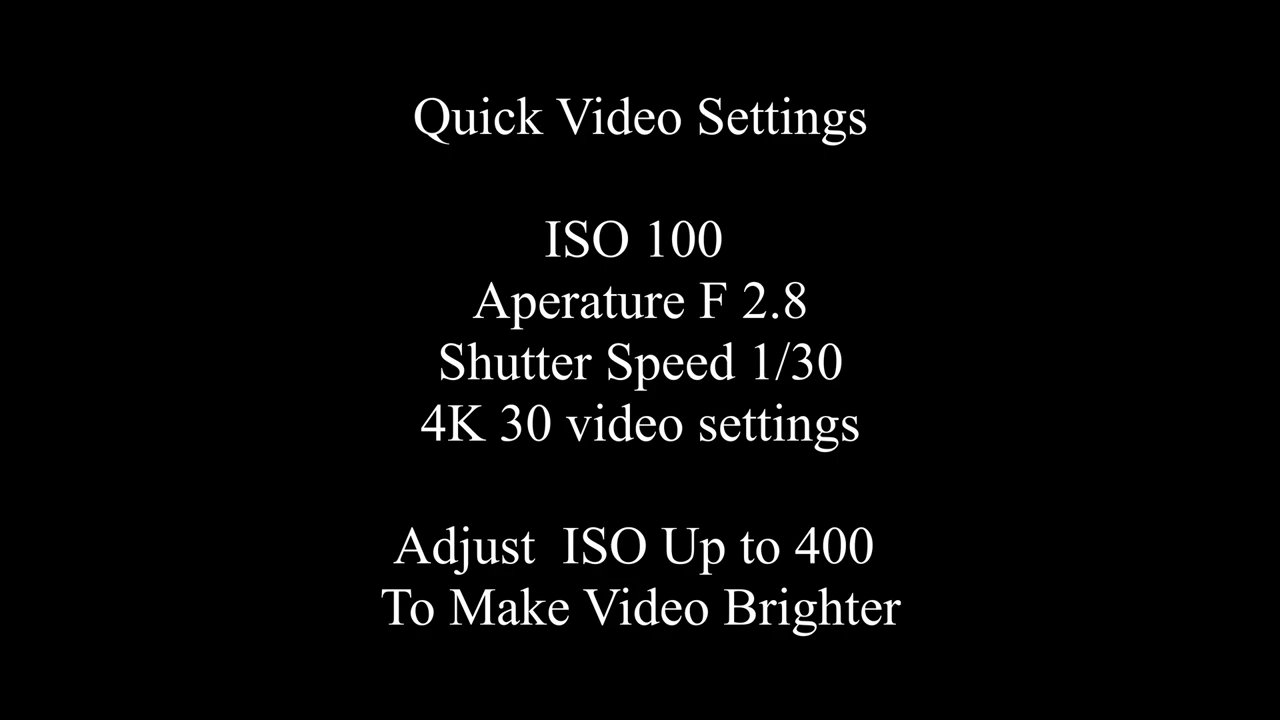 Quick Video Settings
ISO 100
Aperature F 2.8
Shutter Speed 1/30
4K 30 video settings
Adjust  ISO Up to 400
To Make Video Brighter